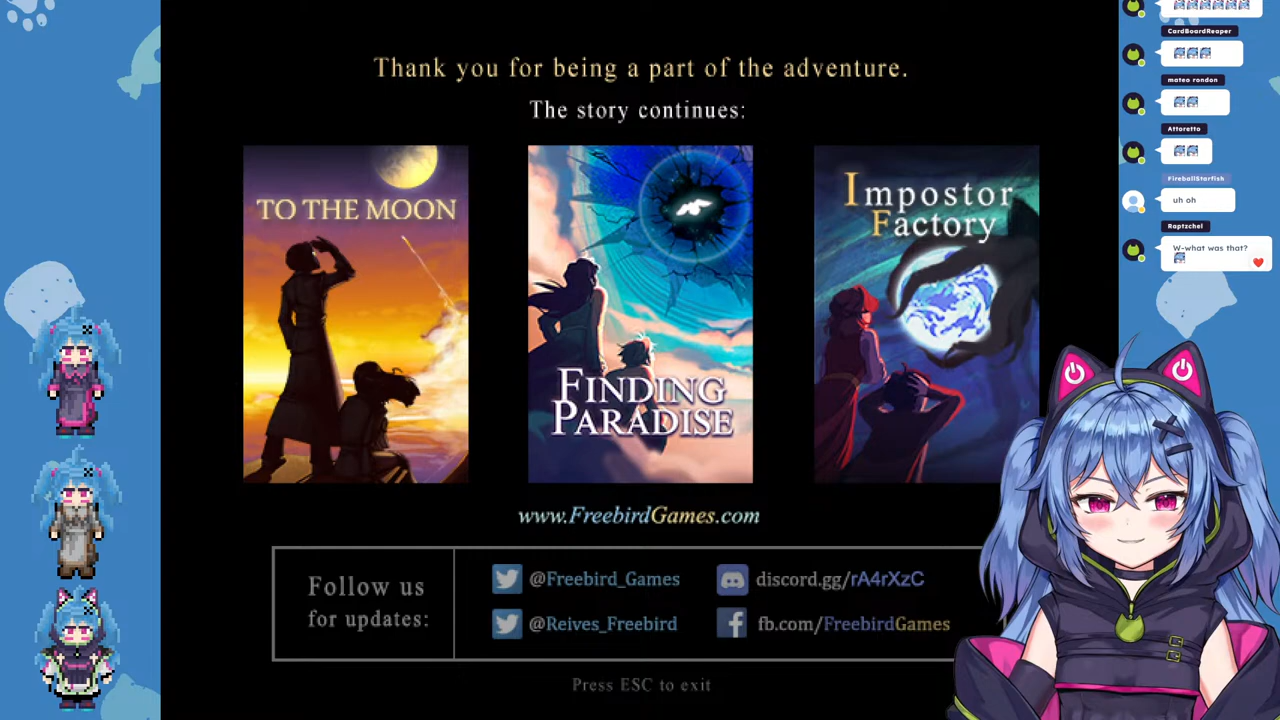 Thank you for being a part of the adventure.
The story continues:
TO THE MOON
FINDING
PARADISE
Impostor
Factory
www.FreebirdGames.com
Follow us
for updates:
@Freebird_Games
discord.gg/rA4rXzC
@Reives_Freebird
fb.com/FreebirdGames
Press ESC to exit
CardBoardReaper
mateo rondon
Attoretto
FireballStarfish
uh oh
Raptzchel
W-what was that?